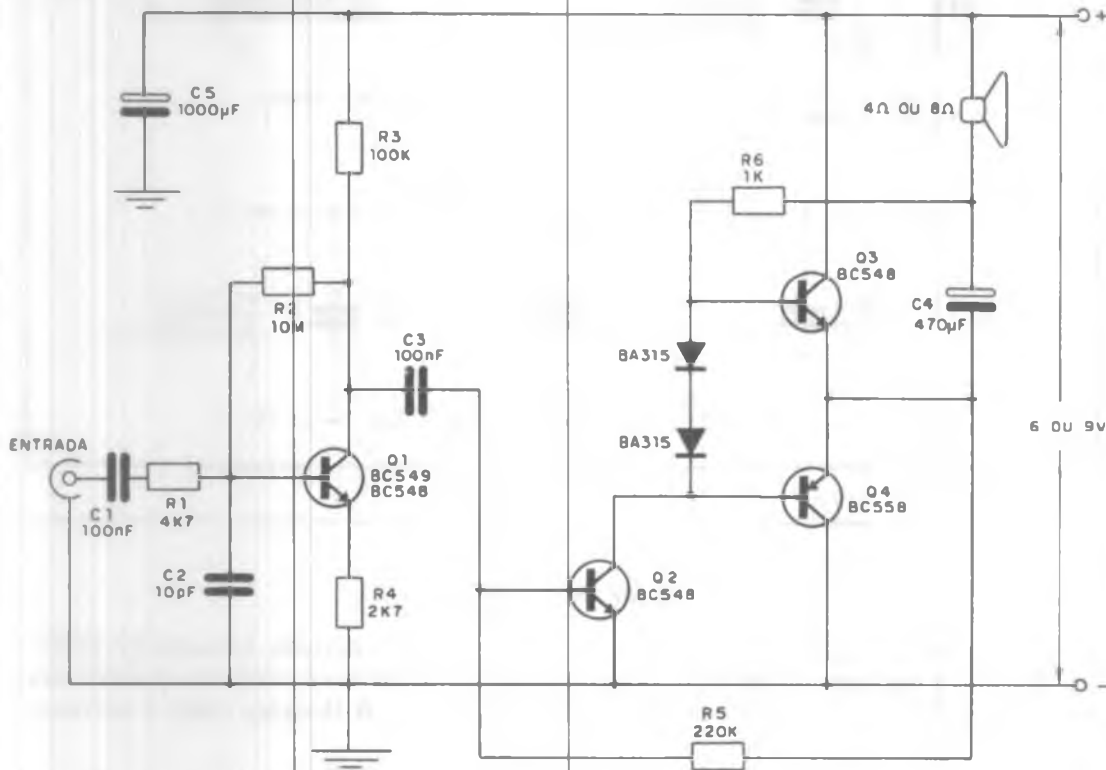 +
C5
1000µF
4Ω OU 8Ω
R3
100K
R6
1K
Q3
BC548
R2
10M
C4
470µF
C3
100nF
BA315
6 OU 9V
ENTRADA
BA315
Q1
BC549
BC548
Q4
BC558
R1
4K7
C1
100nF
C2
10pF
Q2
BC548
R4
2K7
-
R5
220K